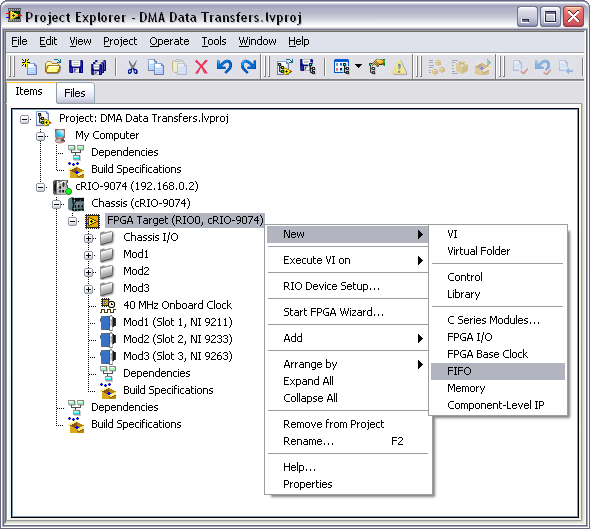 Project Explorer - DMA Data Transfers.lvproj
File Edit View Project Operate Tools Window Help
Items Files
Project: DMA Data Transfers.lvproj
My Computer
Dependencies
Build Specifications
cRIO-9074 (192.168.0.2)
Chassis (cRIO-9074)
FPGA Target (RIO0, cRIO-9074)
Chassis I/O
Mod1
Mod2
Mod3
40 MHz Onboard Clock
Mod1 (Slot 1, NI 9211)
Mod2 (Slot 2, NI 9233)
Mod3 (Slot 3, NI 9263)
Dependencies
Build Specifications
Dependencies
Build Specifications
New
Execute VI on
RIO Device Setup...
Start FPGA Wizard...
Add
Arrange by
Expand All
Collapse All
Remove from Project
Rename... F2
Help...
Properties
VI
Virtual Folder
Control
Library
C Series Modules...
FPGA I/O
FPGA Base Clock
FIFO
Memory
Component-Level IP